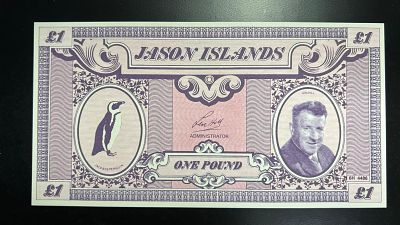 £1 JASON ISLANDS £1
ADMINISTRATOR
ONE POUND
£1 £1